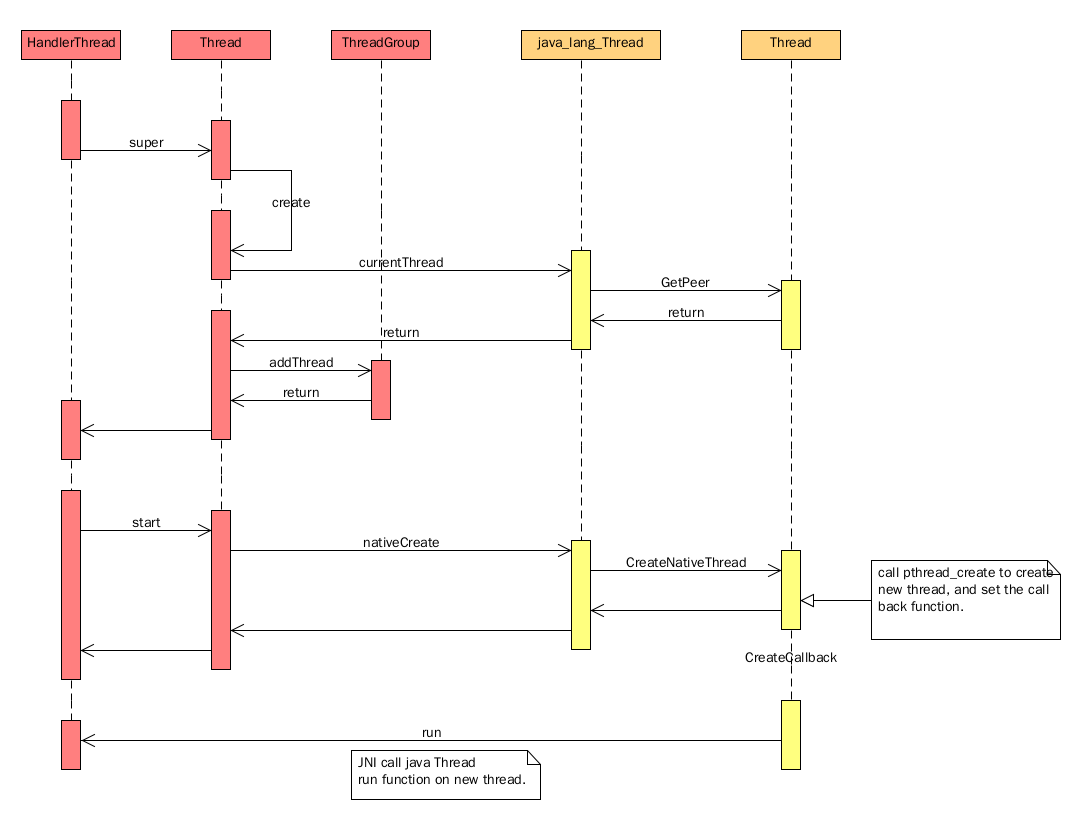 HandlerThread
Thread
ThreadGroup
java_lang_Thread
Thread
super
create
currentThread
GetPeer
return
return
addThread
return
start
nativeCreate
CreateNativeThread
call pthread_create to create
new thread, and set the call
back function.
CreateCallback
run
JNI call java Thread
run function on new thread.